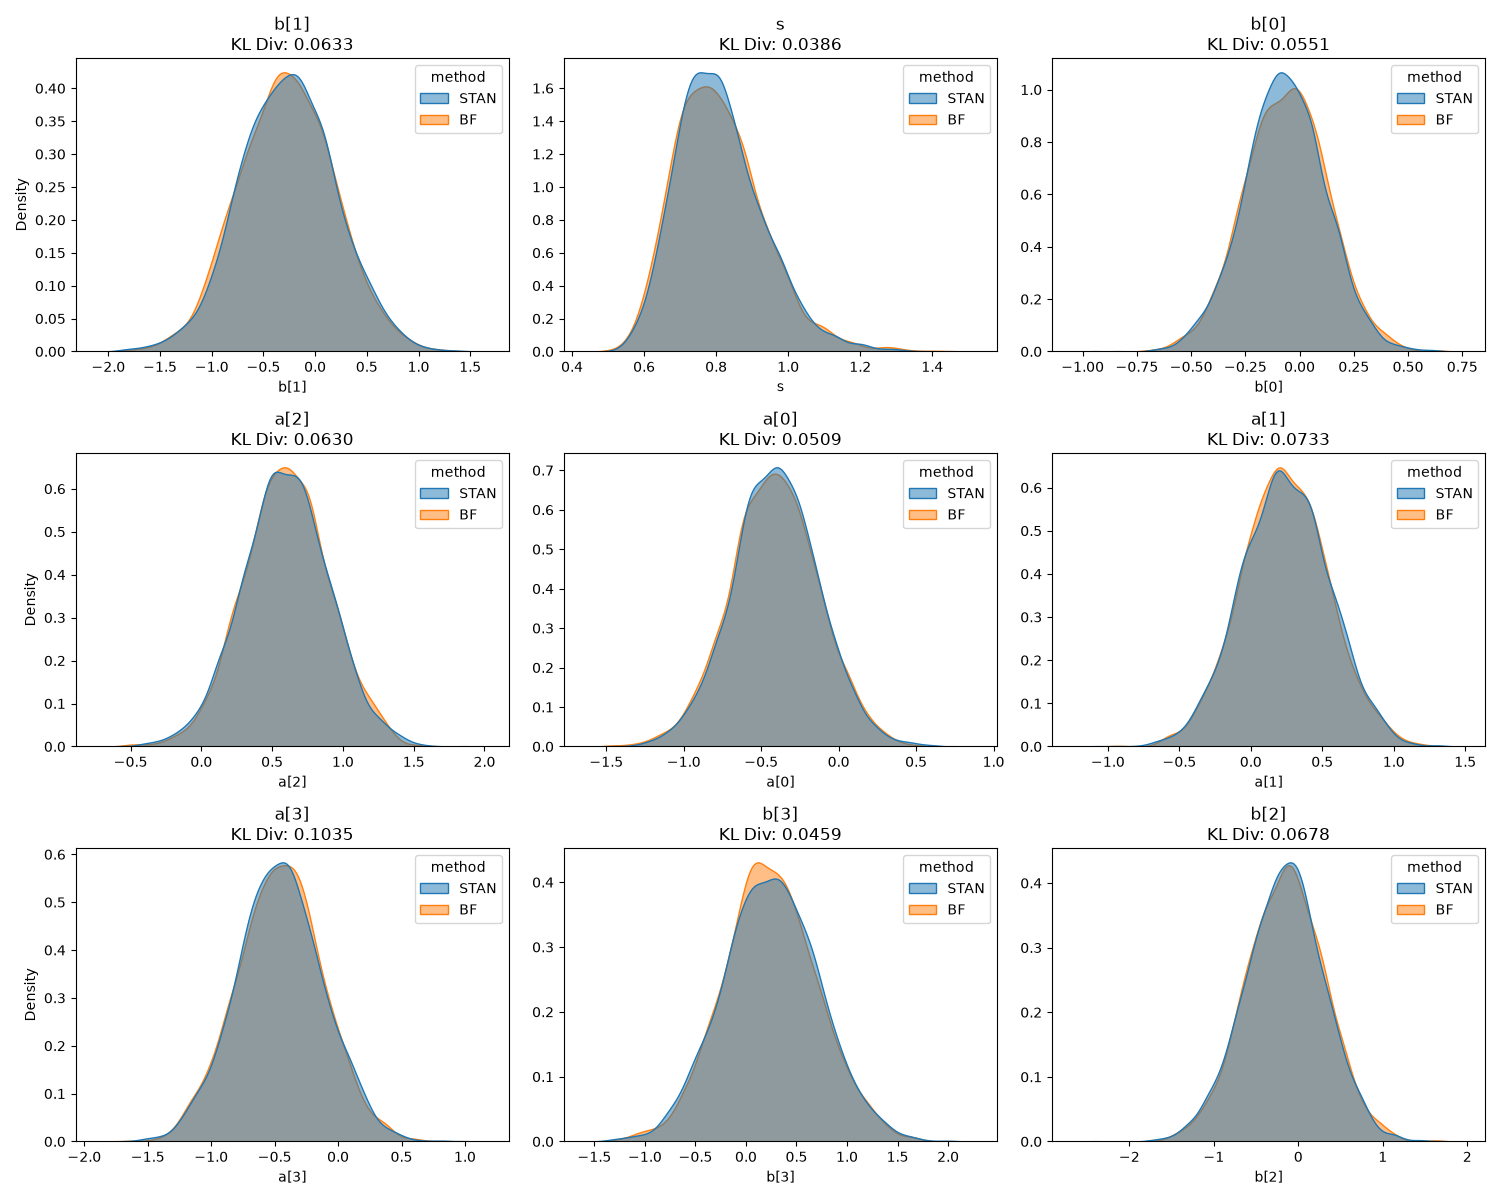 b[1]
KL Div: 0.0633
method
STAN
BF
Density
0.40
0.35
0.30
0.25
0.20
0.15
0.10
0.05
0.00
−2.0 −1.5 −1.0 −0.5 0.0 0.5 1.0 1.5
b[1]
s
KL Div: 0.0386
method
STAN
BF
1.6
1.4
1.2
1.0
0.8
0.6
0.4
0.2
0.0
0.4 0.6 0.8 1.0 1.2 1.4
s
b[0]
KL Div: 0.0551
method
STAN
BF
1.0
0.8
0.6
0.4
0.2
0.0
−1.00 −0.75 −0.50 −0.25 0.00 0.25 0.50 0.75
b[0]
a[2]
KL Div: 0.0630
method
STAN
BF
Density
0.6
0.5
0.4
0.3
0.2
0.1
0.0
−0.5 0.0 0.5 1.0 1.5 2.0
a[2]
a[0]
KL Div: 0.0509
method
STAN
BF
0.7
0.6
0.5
0.4
0.3
0.2
0.1
0.0
−1.5 −1.0 −0.5 0.0 0.5 1.0
a[0]
a[1]
KL Div: 0.0733
method
STAN
BF
0.6
0.5
0.4
0.3
0.2
0.1
0.0
−1.0 −0.5 0.0 0.5 1.0 1.5
a[1]
a[3]
KL Div: 0.1035
method
STAN
BF
Density
0.6
0.5
0.4
0.3
0.2
0.1
0.0
−2.0 −1.5 −1.0 −0.5 0.0 0.5 1.0
a[3]
b[3]
KL Div: 0.0459
method
STAN
BF
0.4
0.3
0.2
0.1
0.0
−1.5 −1.0 −0.5 0.0 0.5 1.0 1.5 2.0
b[3]
b[2]
KL Div: 0.0678
method
STAN
BF
0.4
0.3
0.2
0.1
0.0
−2 −1 0 1 2
b[2]